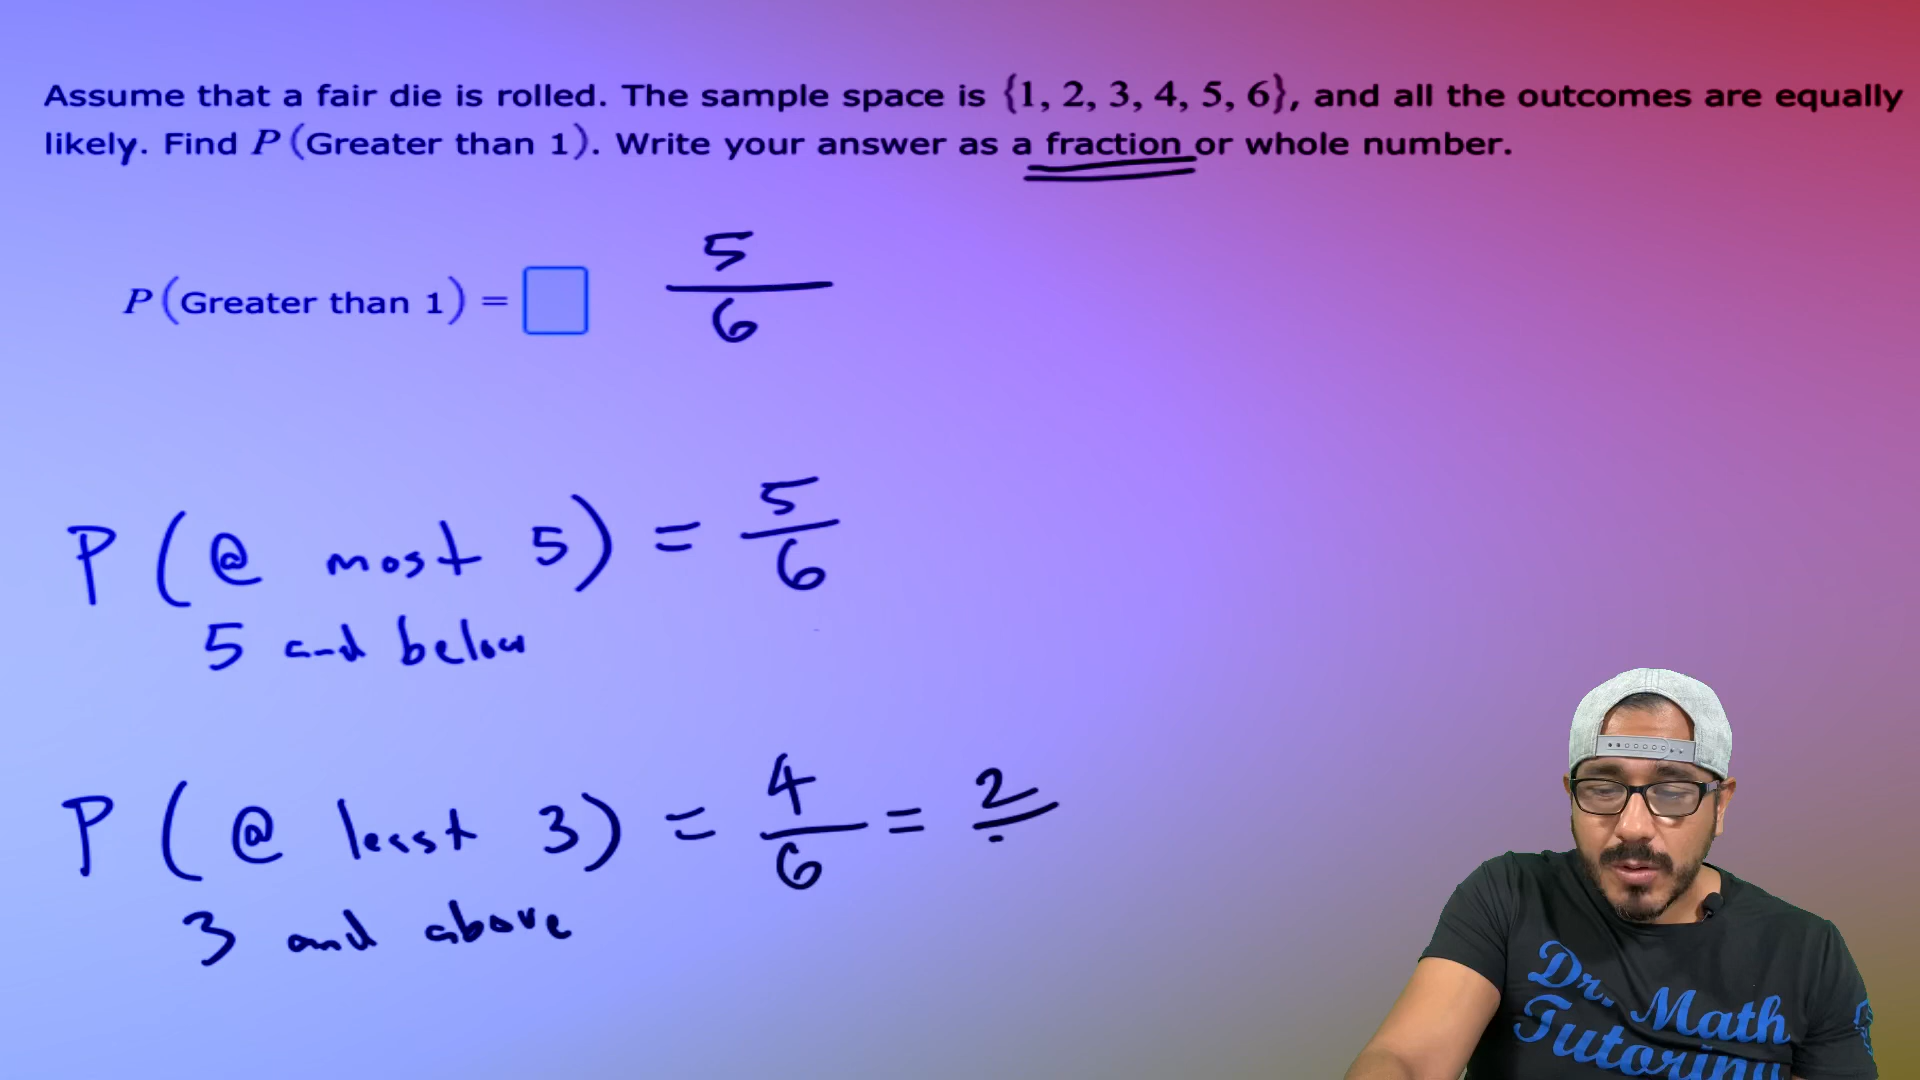 Assume that a fair die is rolled. The sample space is {1, 2, 3, 4, 5, 6}, and all the outcomes are equally
likely. Find P(Greater than 1). Write your answer as a fraction or whole number.
P(Greater than 1) = 5/6
P(@ most 5) = 5/6
5 and below
P(@ least 3) = 4/6 = 2/
3 and above
Dr. Math
Tutoring